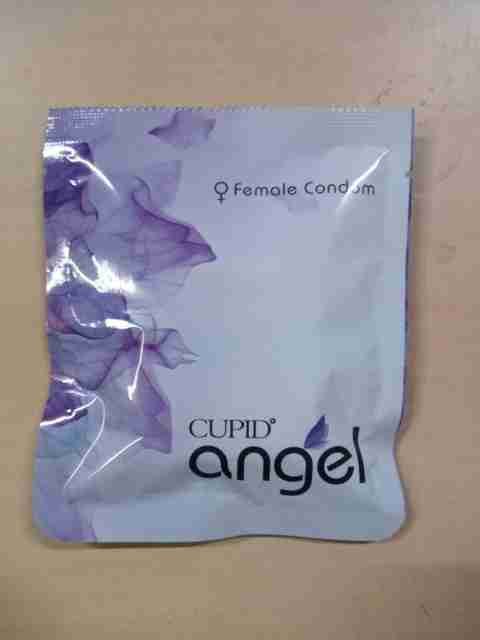 ♀ Female Condom
CUPID°
angel